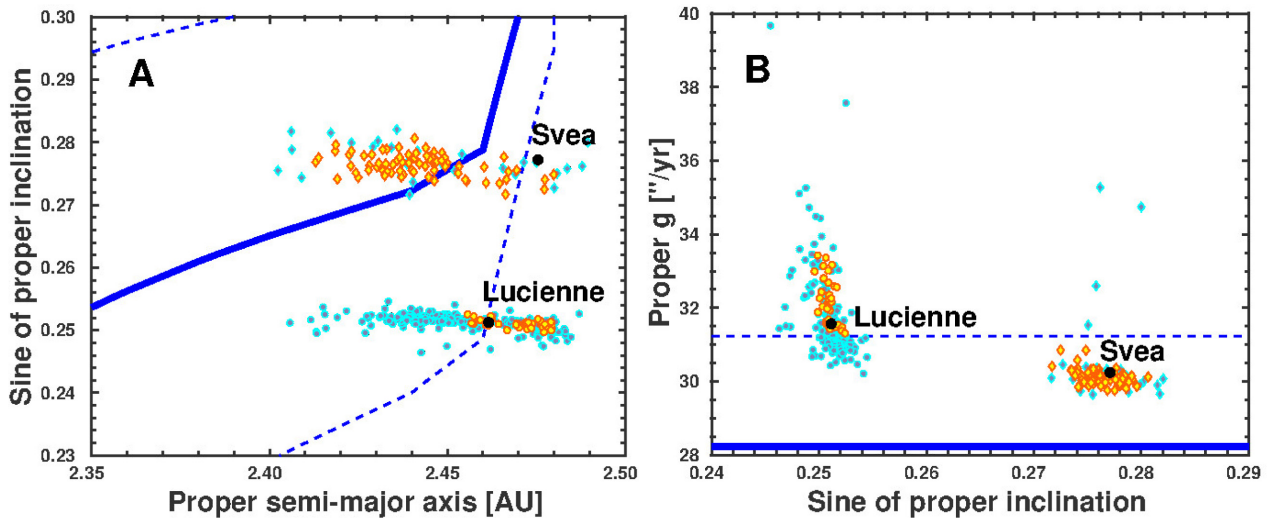 A
0.30
0.29
0.28
0.27
0.26
0.25
0.24
0.23
Sine of proper inclination
Svea
Lucienne
2.35
2.40
2.45
2.50
Proper semi-major axis [AU]
B
40
38
36
34
32
30
28
Proper g ["/yr]
Lucienne
Svea
0.24
0.25
0.26
0.27
0.28
0.29
Sine of proper inclination